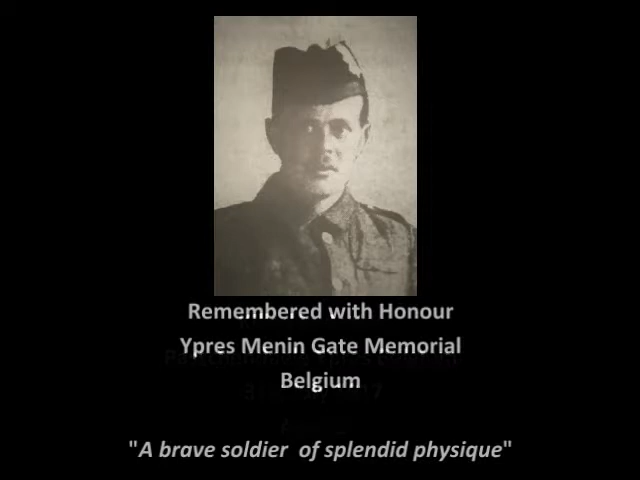 Remembered with Honour
Ypres Menin Gate Memorial
Belgium
"A brave soldier of splendid physique"